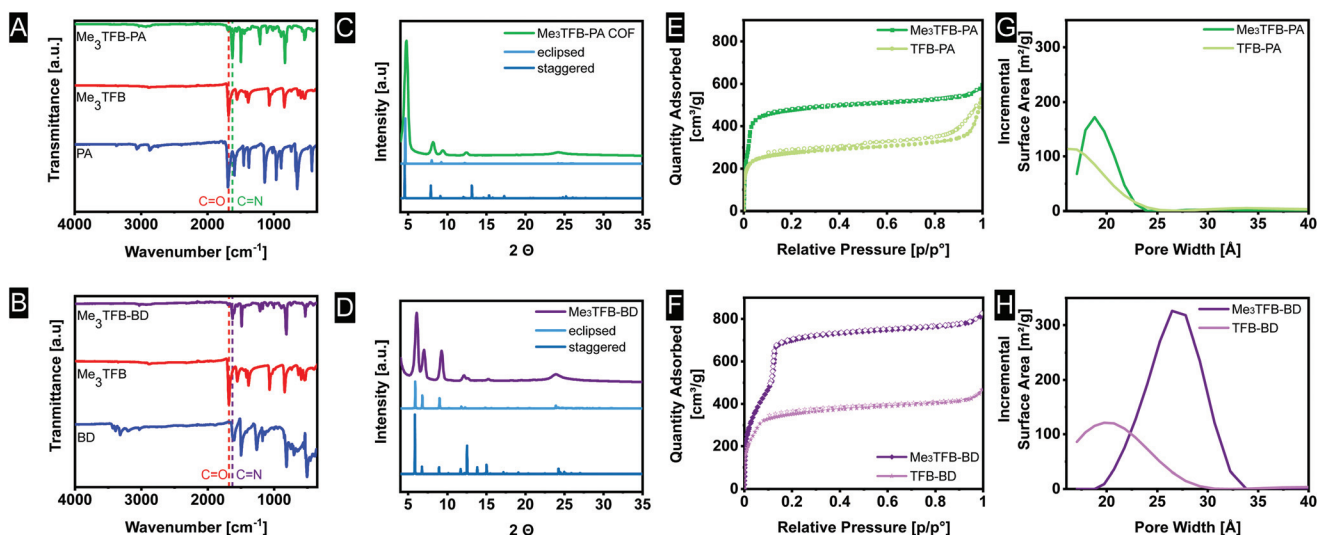 A
Transmittance [a.u.]
Me₃TFB-PA
Me₃TFB
PA
C=O
C=N
4000 3000 2000 1000
Wavenumber [cm⁻¹]
C
Intensity [a.u]
Me₃TFB-PA COF
eclipsed
staggered
5 10 15 20 25 30 35
2 Θ
E
Quantity Adsorbed
[cm³/g]
Me₃TFB-PA
TFB-PA
800
600
400
200
0
0 0.2 0.4 0.6 0.8 1
Relative Pressure [p/p°]
G
Incremental
Surface Area [m²/g]
Me₃TFB-PA
TFB-PA
300
200
100
0
20 25 30 35 40
Pore Width [Å]
B
Transmittance [a.u]
Me₃TFB-BD
Me₃TFB
BD
C=O
C=N
4000 3000 2000 1000
Wavenumber [cm⁻¹]
D
Intensity [a.u.]
Me₃TFB-BD
eclipsed
staggered
5 10 15 20 25 30 35
2 Θ
F
Quantity Adsorbed
[cm³/g]
800
600
400
200
0
Me₃TFB-BD
TFB-BD
0 0.2 0.4 0.6 0.8 1
Relative Pressure [p/p°]
H
Incremental
Surface Area [m²/g]
Me₃TFB-BD
TFB-BD
300
200
100
0
20 25 30 35 40
Pore Width [Å]